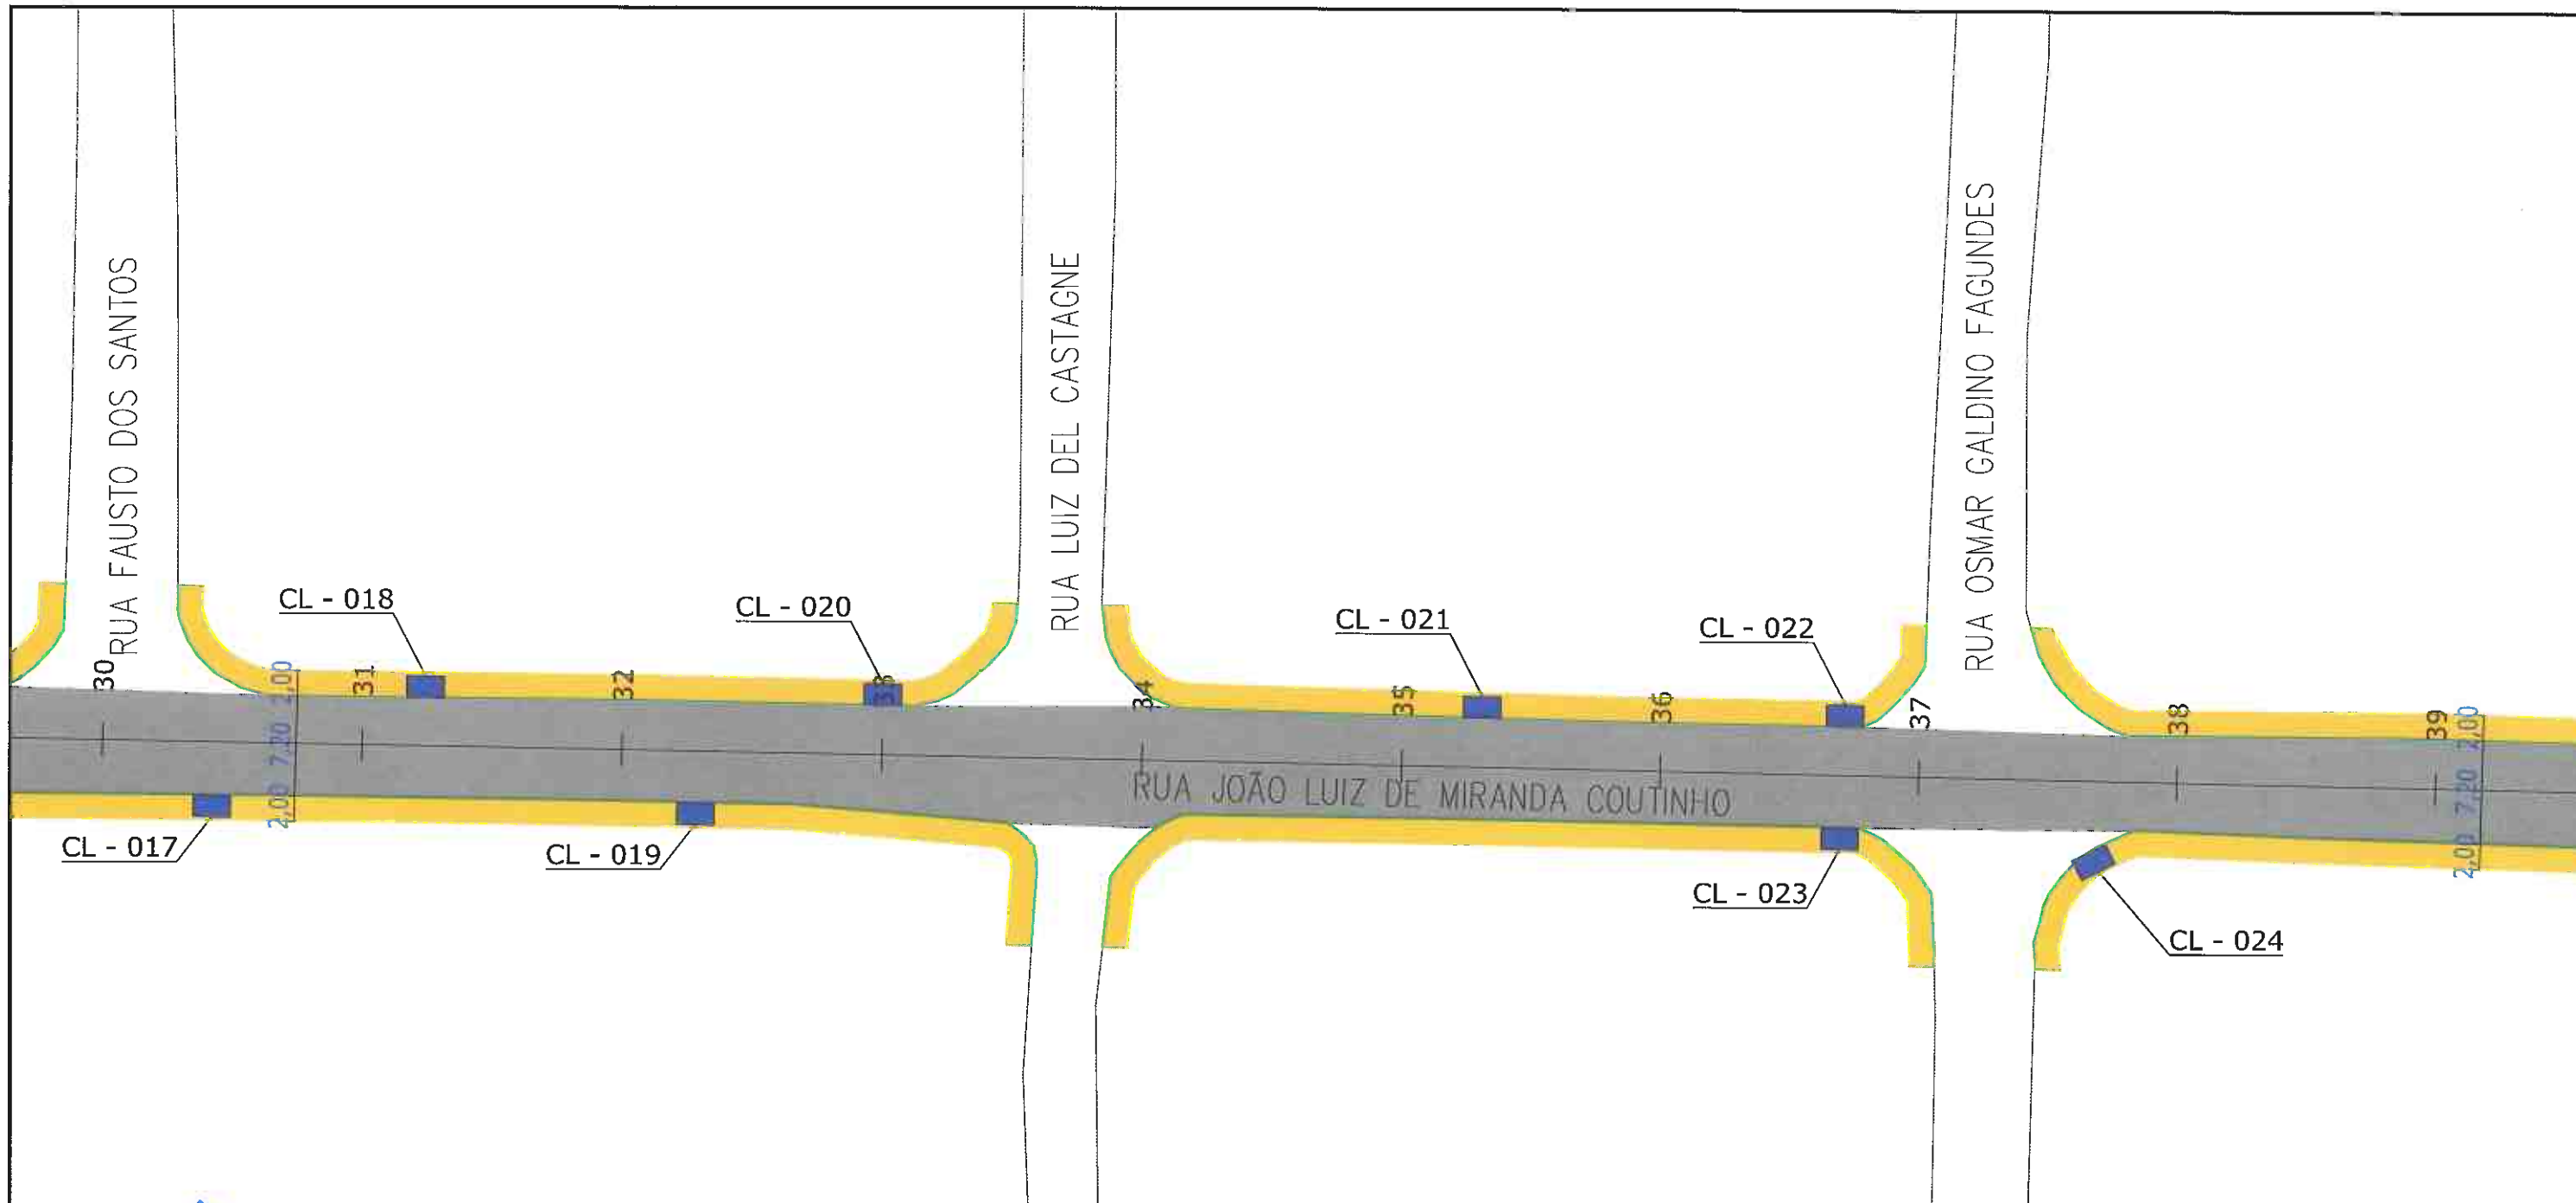 RUA FAUSTO DOS SANTOS
RUA LUIZ DEL CASTAGNE
RUA OSMAR GALDINO FAGUNDES
CL - 018
CL - 020
CL - 021
CL - 022
30
31
32
33
34
35
36
37
38
39
2,00
7,20
2,00
2,00
7,20
2,00
RUA JOÃO LUIZ DE MIRANDA COUTINHO
CL - 017
CL - 019
CL - 023
CL - 024